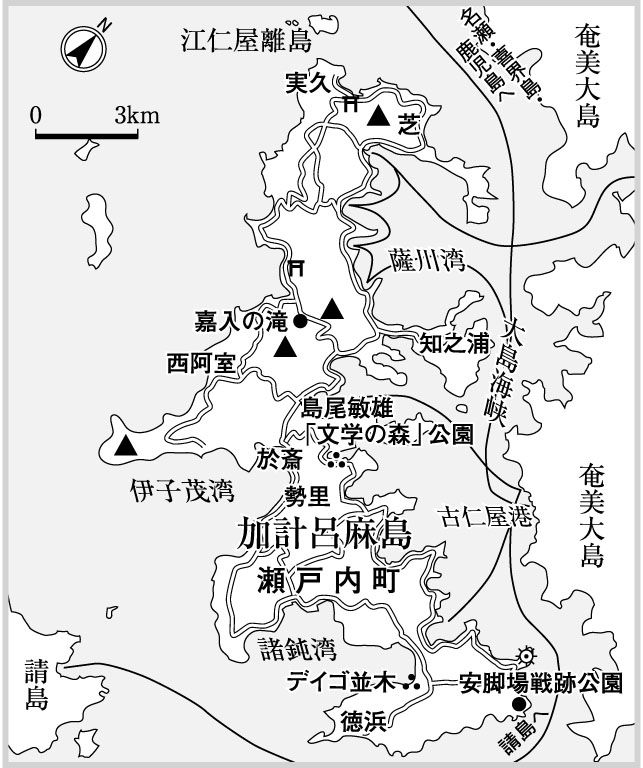 N
江仁屋離島
名瀬・喜界島・
鹿児島へ
奄美大島
実久
0 3km
芝
薩川湾
嘉入の滝
知之浦
大島海峡
西阿室
島尾敏雄
「文学の森」公園
於斎
伊子茂湾
勢里
古仁屋港
奄美大島
加計呂麻島
瀬戸内町
諸鈍湾
請島
デイゴ並木
安脚場戦跡公園
徳浜
請島へ